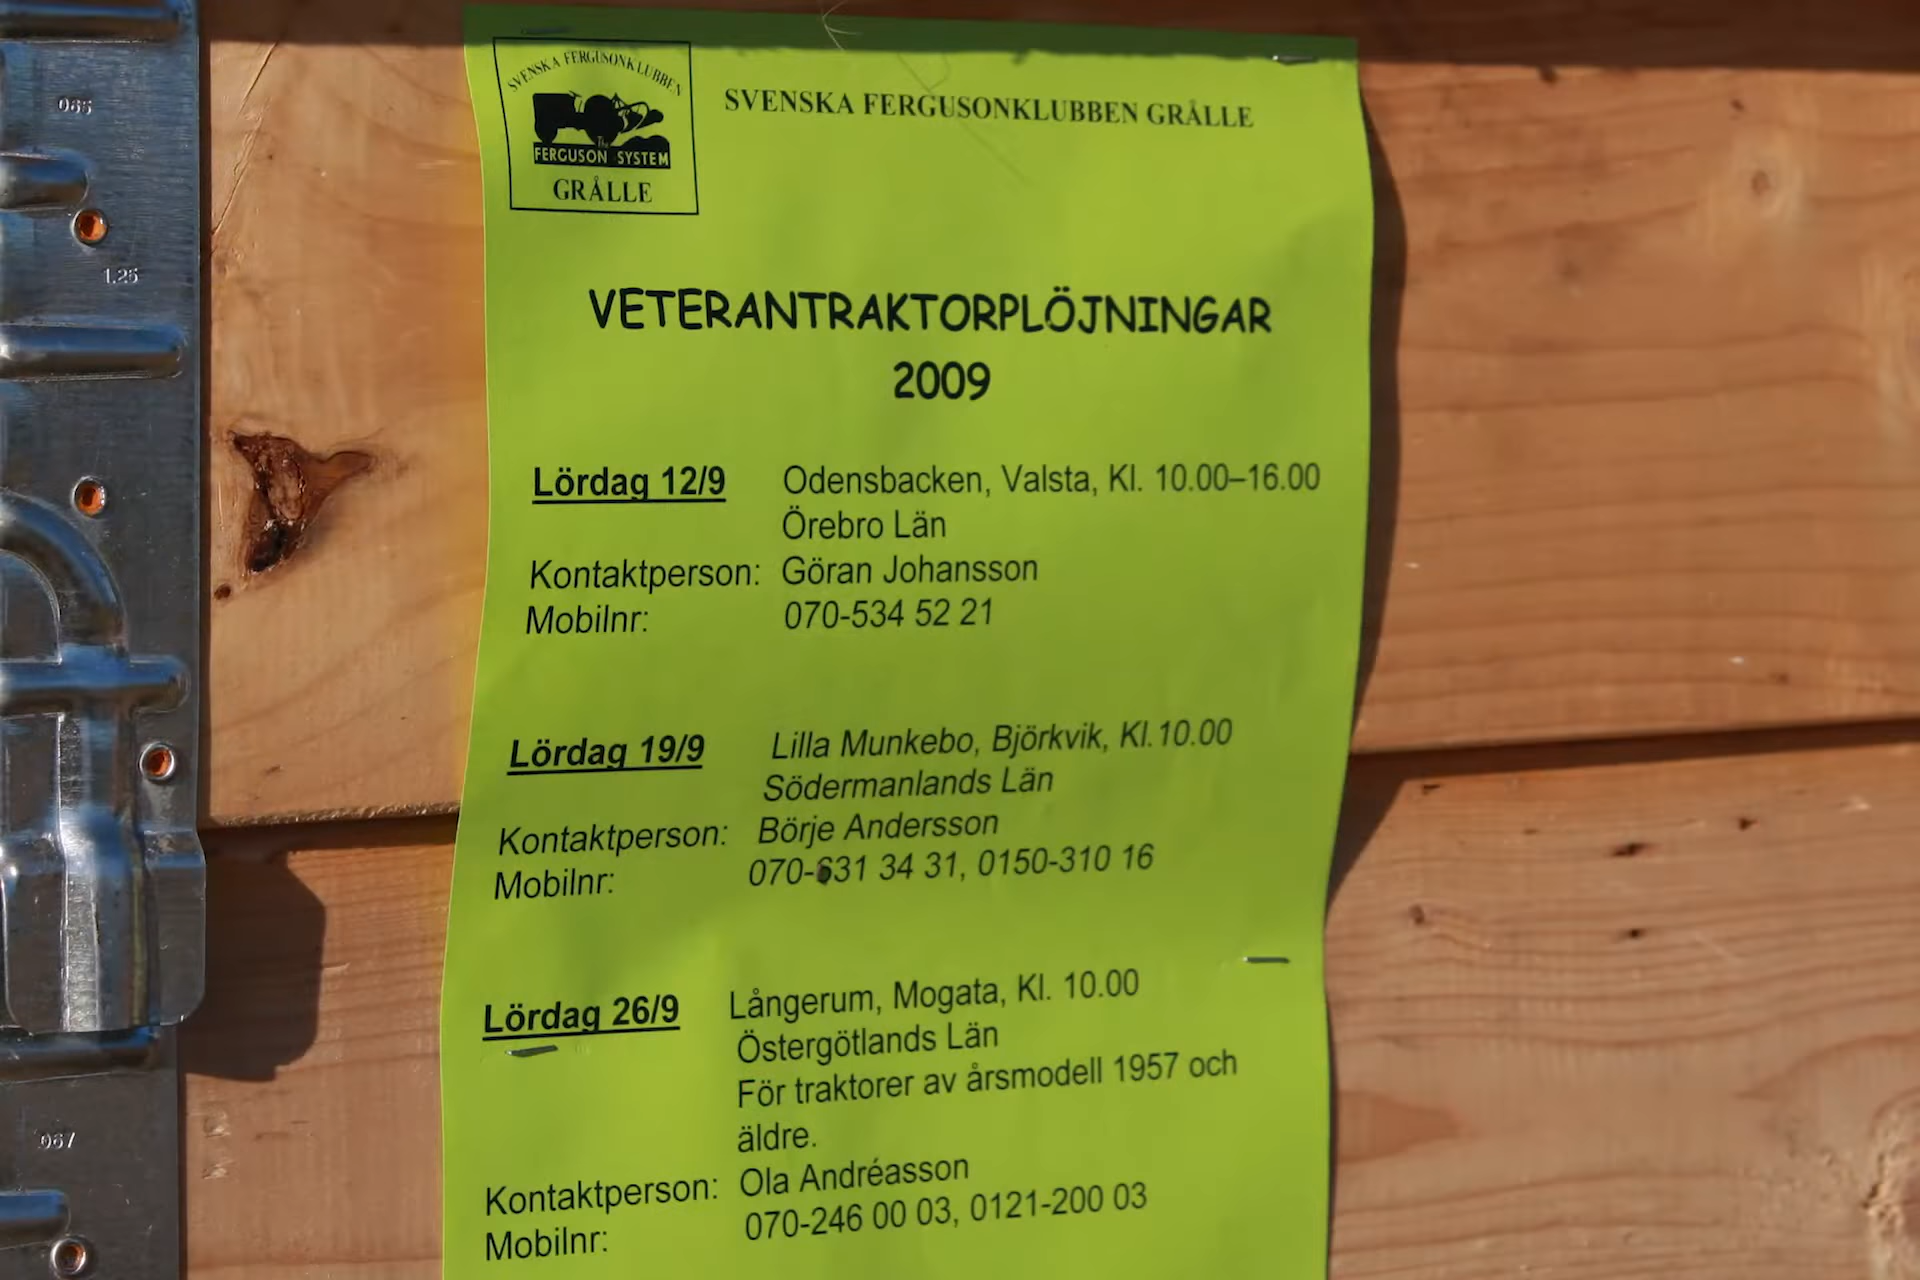 065
1.25
067
SVENSKA FERGUSONKLUBBEN
The
FERGUSON SYSTEM
GRÅLLE
SVENSKA FERGUSONKLUBBEN GRÅLLE
VETERANTRAKTORPLÖJNINGAR
2009
Lördag 12/9 Odensbacken, Valsta, Kl. 10.00–16.00
Örebro Län
Kontaktperson: Göran Johansson
Mobilnr: 070-534 52 21
Lördag 19/9 Lilla Munkebo, Björkvik, Kl.10.00
Södermanlands Län
Kontaktperson: Börje Andersson
Mobilnr: 070-631 34 31, 0150-310 16
Lördag 26/9 Långerum, Mogata, Kl. 10.00
Östergötlands Län
För traktorer av årsmodell 1957 och
äldre.
Kontaktperson: Ola Andréasson
Mobilnr: 070-246 00 03, 0121-200 03